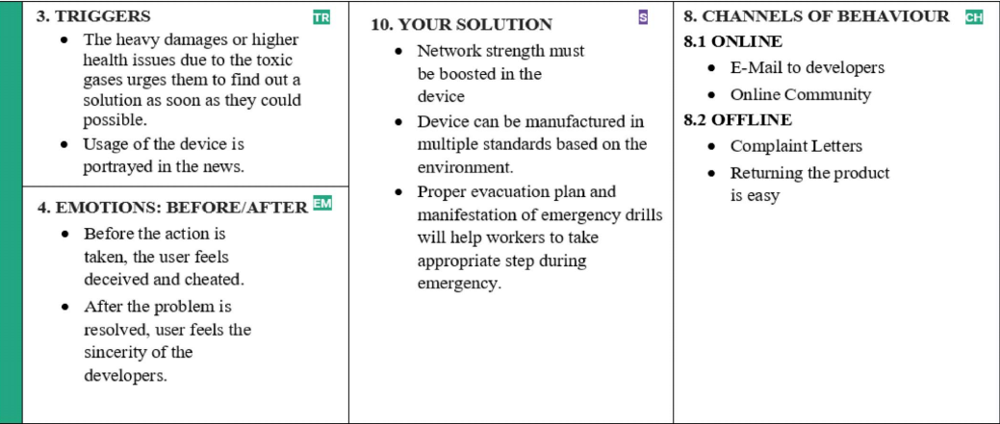 3. TRIGGERS TR
● The heavy damages or higher
health issues due to the toxic
gases urges them to find out a
solution as soon as they could
possible.
● Usage of the device is
portrayed in the news.
4. EMOTIONS: BEFORE/AFTER EM
● Before the action is
taken, the user feels
deceived and cheated.
● After the problem is
resolved, user feels the
sincerity of the
developers.
10. YOUR SOLUTION S
● Network strength must
be boosted in the
device
● Device can be manufactured in
multiple standards based on the
environment.
● Proper evacuation plan and
manifestation of emergency drills
will help workers to take
appropriate step during
emergency.
8. CHANNELS OF BEHAVIOUR CH
8.1 ONLINE
● E-Mail to developers
● Online Community
8.2 OFFLINE
● Complaint Letters
● Returning the product
is easy